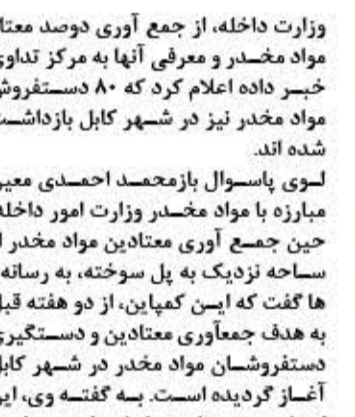 وزارت داخله، از جمع آوری دوصد معتا
مواد مخدر و معرفی آنها به مرکز تداوی
خبر داده اعلام کرد که ۸۰ دستفروش
مواد مخدر نیز در شهر کابل بازداشت
شده اند.
لوی پاسوال بازمحمد احمدی معین
مبارزه با مواد مخدر وزارت امور داخله
حین جمع آوری معتادین مواد مخدر از
ساحه نزدیک به پل سوخته، به رسانه
ها گفت که این کمپاین، از دو هفته قبل
به هدف جمعآوری معتادین و دستگیری
دستفروشان مواد مخدر در شهر کابل
آغاز گردیده است. به گفته وی، این